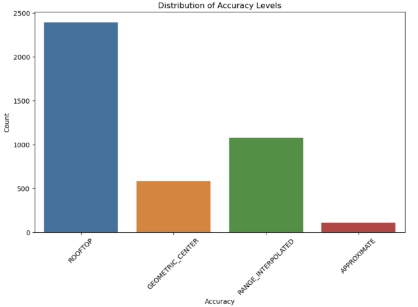 Distribution of Accuracy Levels
2500
2000
1500
1000
500
0
Count
ROOFTOP
GEOMETRIC_CENTER
RANGE_INTERPOLATED
APPROXIMATE
Accuracy